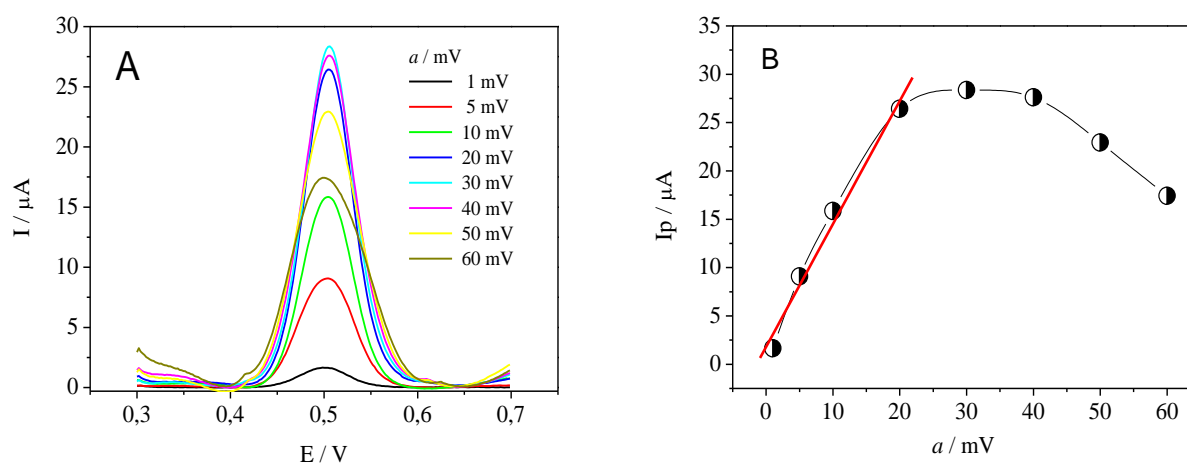 A
a / mV
1 mV
5 mV
10 mV
20 mV
30 mV
40 mV
50 mV
60 mV
I / μA
30
25
20
15
10
5
0
0,3 0,4 0,5 0,6 0,7
E / V
B
Ip / μA
35
30
25
20
15
10
5
0
0 10 20 30 40 50 60
a / mV